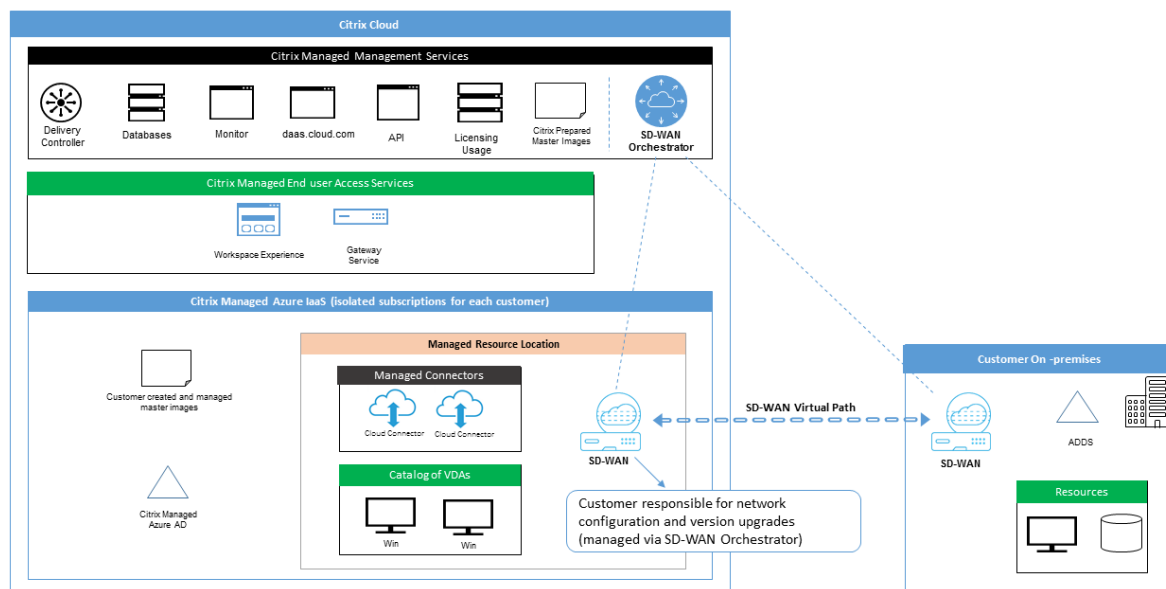 Citrix Cloud
Citrix Managed Management Services
Delivery
Controller
Databases
Monitor
daas.cloud.com
API
Licensing
Usage
Citrix Prepared
Master Images
SD-WAN
Orchestrator
Citrix Managed End user Access Services
Workspace Experience
Gateway
Service
Citrix Managed Azure IaaS (isolated subscriptions for each customer)
Customer created and managed
master images
Citrix Managed
Azure AD
Managed Resource Location
Managed Connectors
Cloud Connector
Cloud Connector
Catalog of VDAs
Win
Win
SD-WAN
Customer responsible for network
configuration and version upgrades
(managed via SD-WAN Orchestrator)
SD-WAN Virtual Path
Customer On -premises
SD-WAN
ADDS
Resources